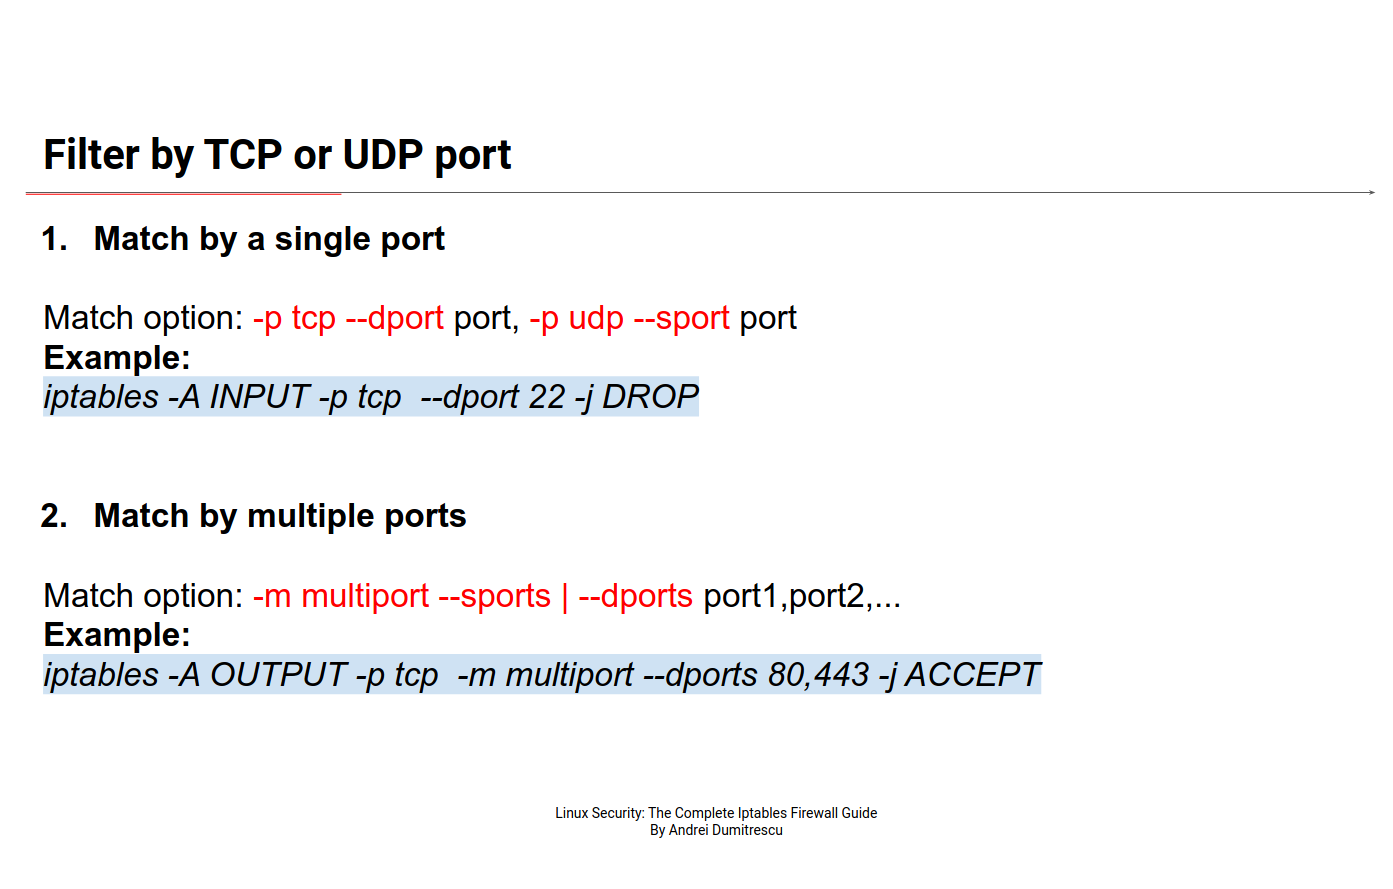 Filter by TCP or UDP port
1. Match by a single port
Match option: -p tcp --dport port, -p udp --sport port
Example:
iptables -A INPUT -p tcp  --dport 22 -j DROP
2. Match by multiple ports
Match option: -m multiport --sports | --dports port1,port2,...
Example:
iptables -A OUTPUT -p tcp  -m multiport --dports 80,443 -j ACCEPT
Linux Security: The Complete Iptables Firewall Guide
By Andrei Dumitrescu